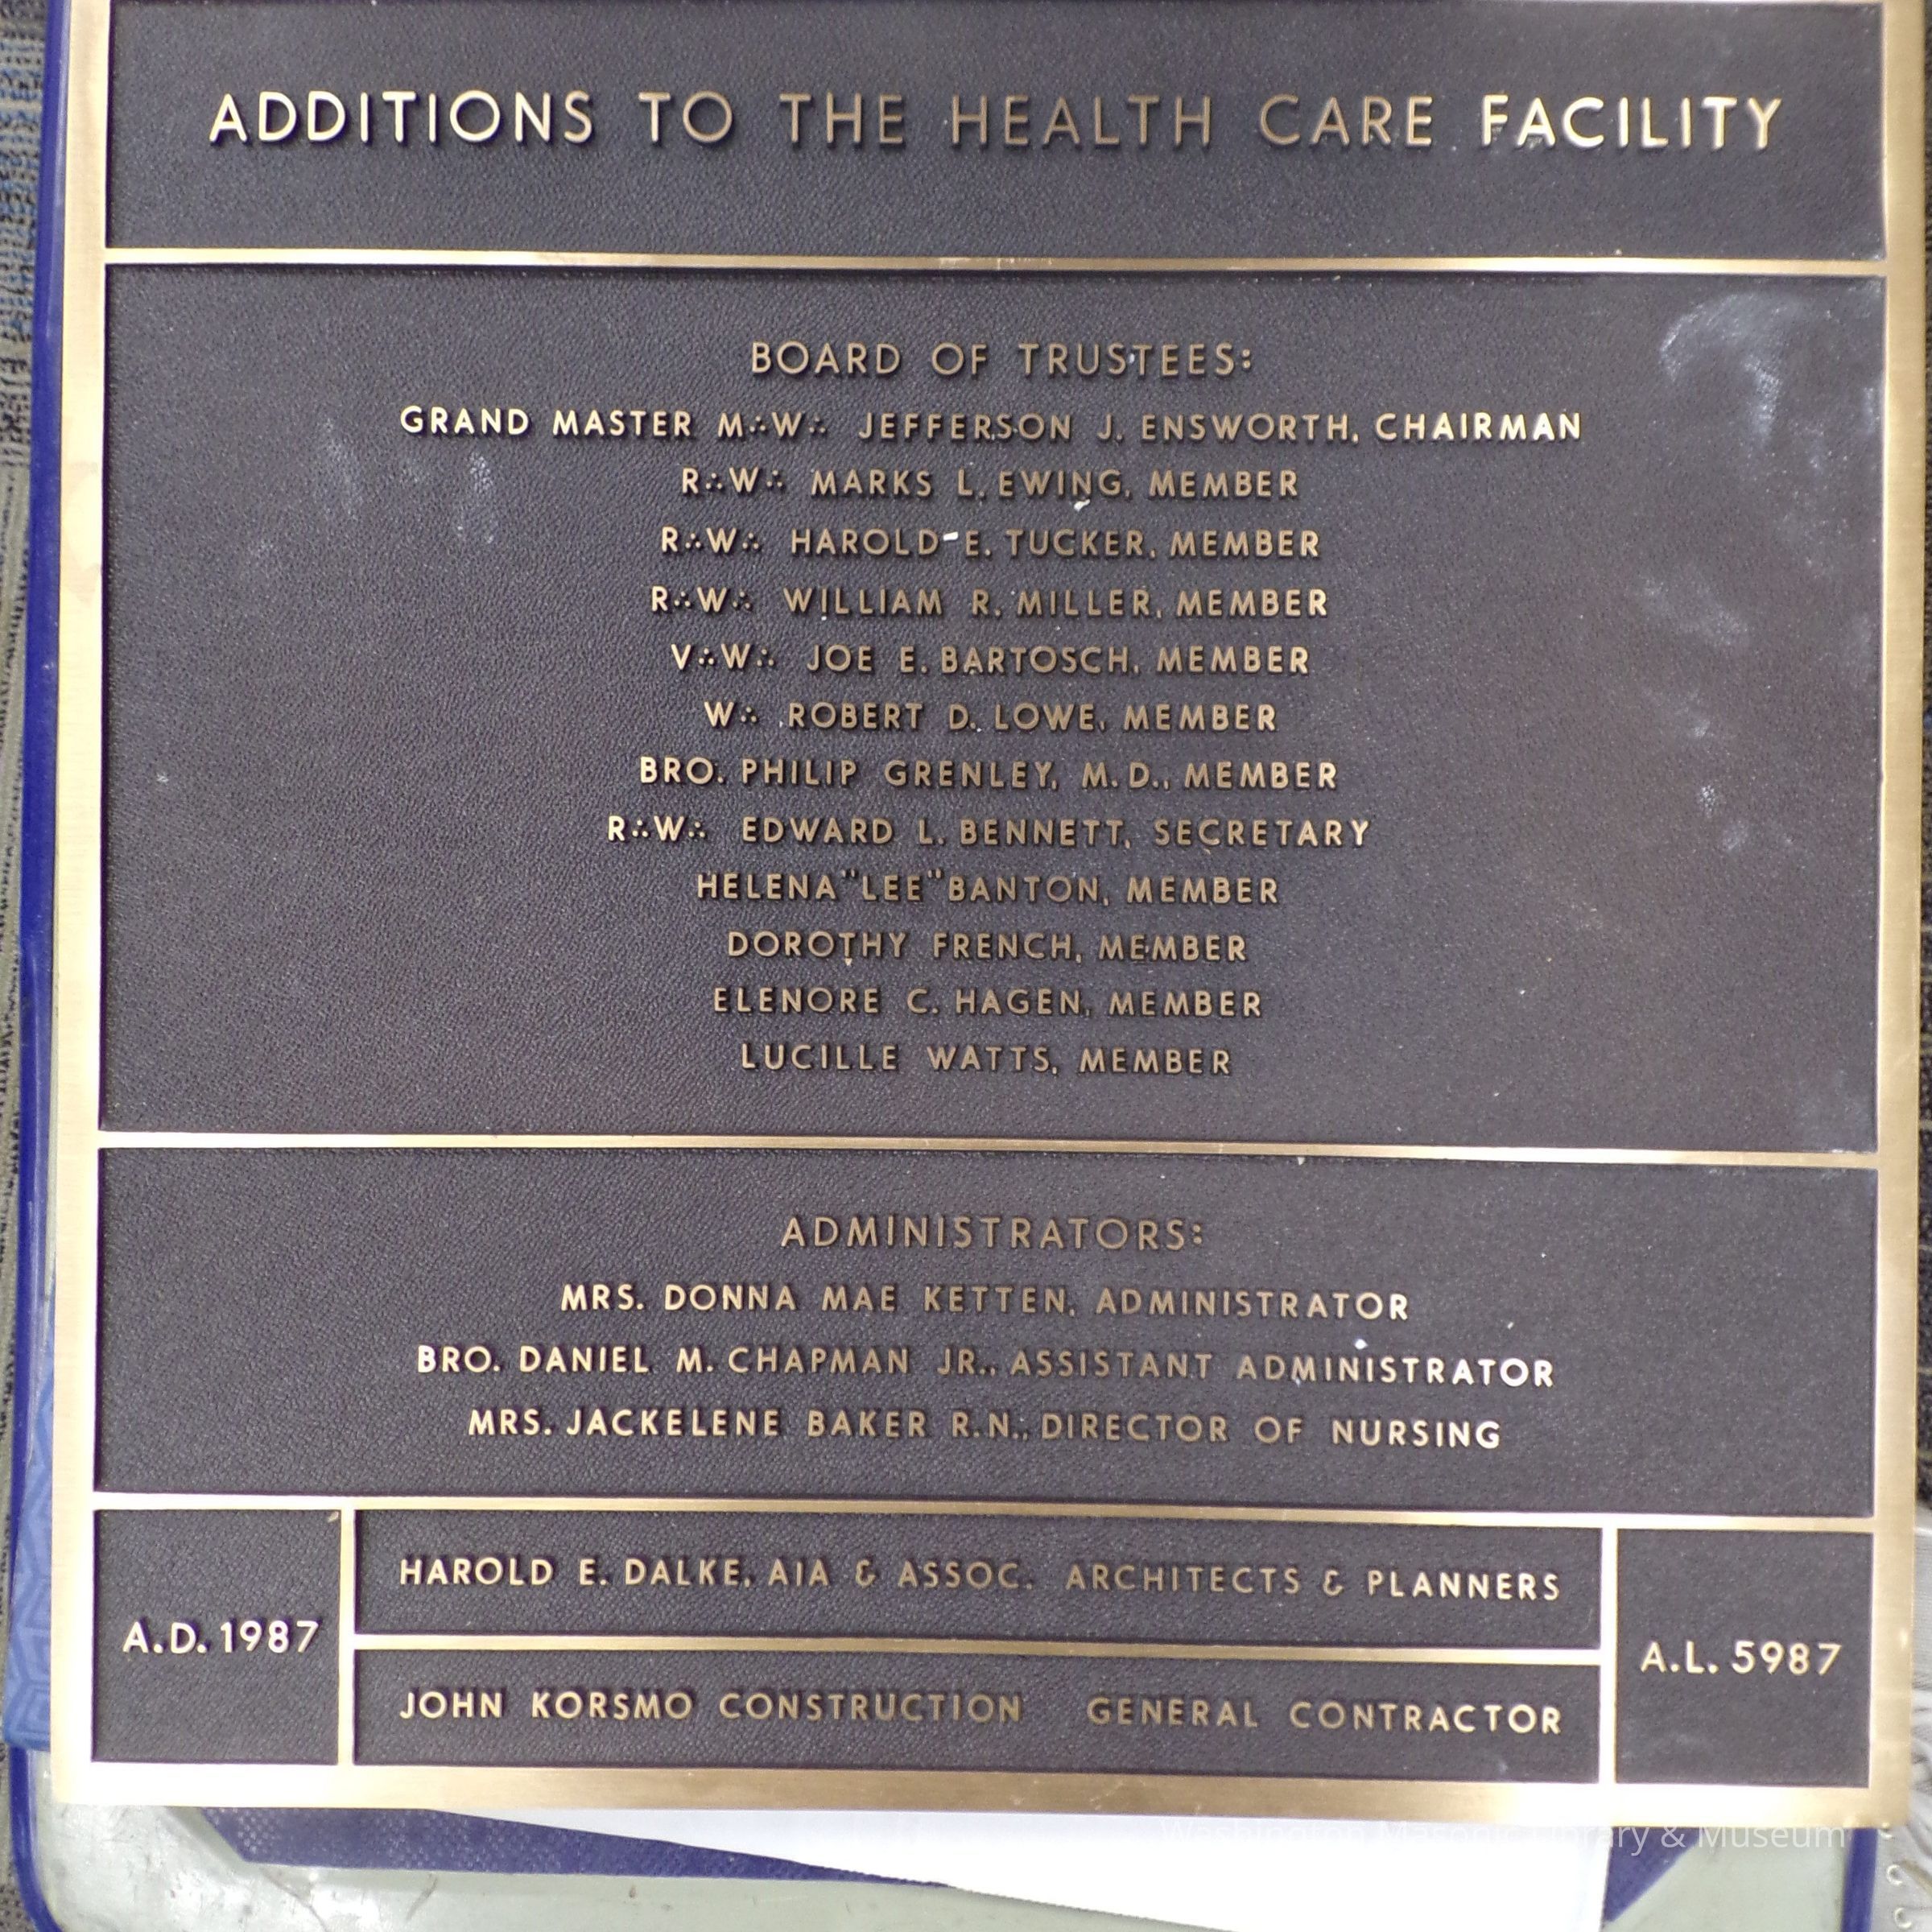 ADDITIONS TO THE HEALTH CARE FACILITY
BOARD OF TRUSTEES:
GRAND MASTER M∴W∴ JEFFERSON J. ENSWORTH, CHAIRMAN
R∴W∴ MARKS L. EWING, MEMBER
R∴W∴ HAROLD E. TUCKER, MEMBER
R∴W∴ WILLIAM R. MILLER, MEMBER
V∴W∴ JOE E. BARTOSCH, MEMBER
W∴ ROBERT D. LOWE, MEMBER
BRO. PHILIP GRENLEY, M.D., MEMBER
R∴W∴ EDWARD L. BENNETT, SECRETARY
HELENA "LEE" BANTON, MEMBER
DOROTHY FRENCH, MEMBER
ELENORE C. HAGEN, MEMBER
LUCILLE WATTS, MEMBER
ADMINISTRATORS:
MRS. DONNA MAE KETTEN, ADMINISTRATOR
BRO. DANIEL M. CHAPMAN JR., ASSISTANT ADMINISTRATOR
MRS. JACKELENE BAKER R.N., DIRECTOR OF NURSING
A.D. 1987
HAROLD E. DALKE, AIA & ASSOC. ARCHITECTS & PLANNERS
JOHN KORSMO CONSTRUCTION GENERAL CONTRACTOR
A.L. 5987
Washington Masonic Library & Museum